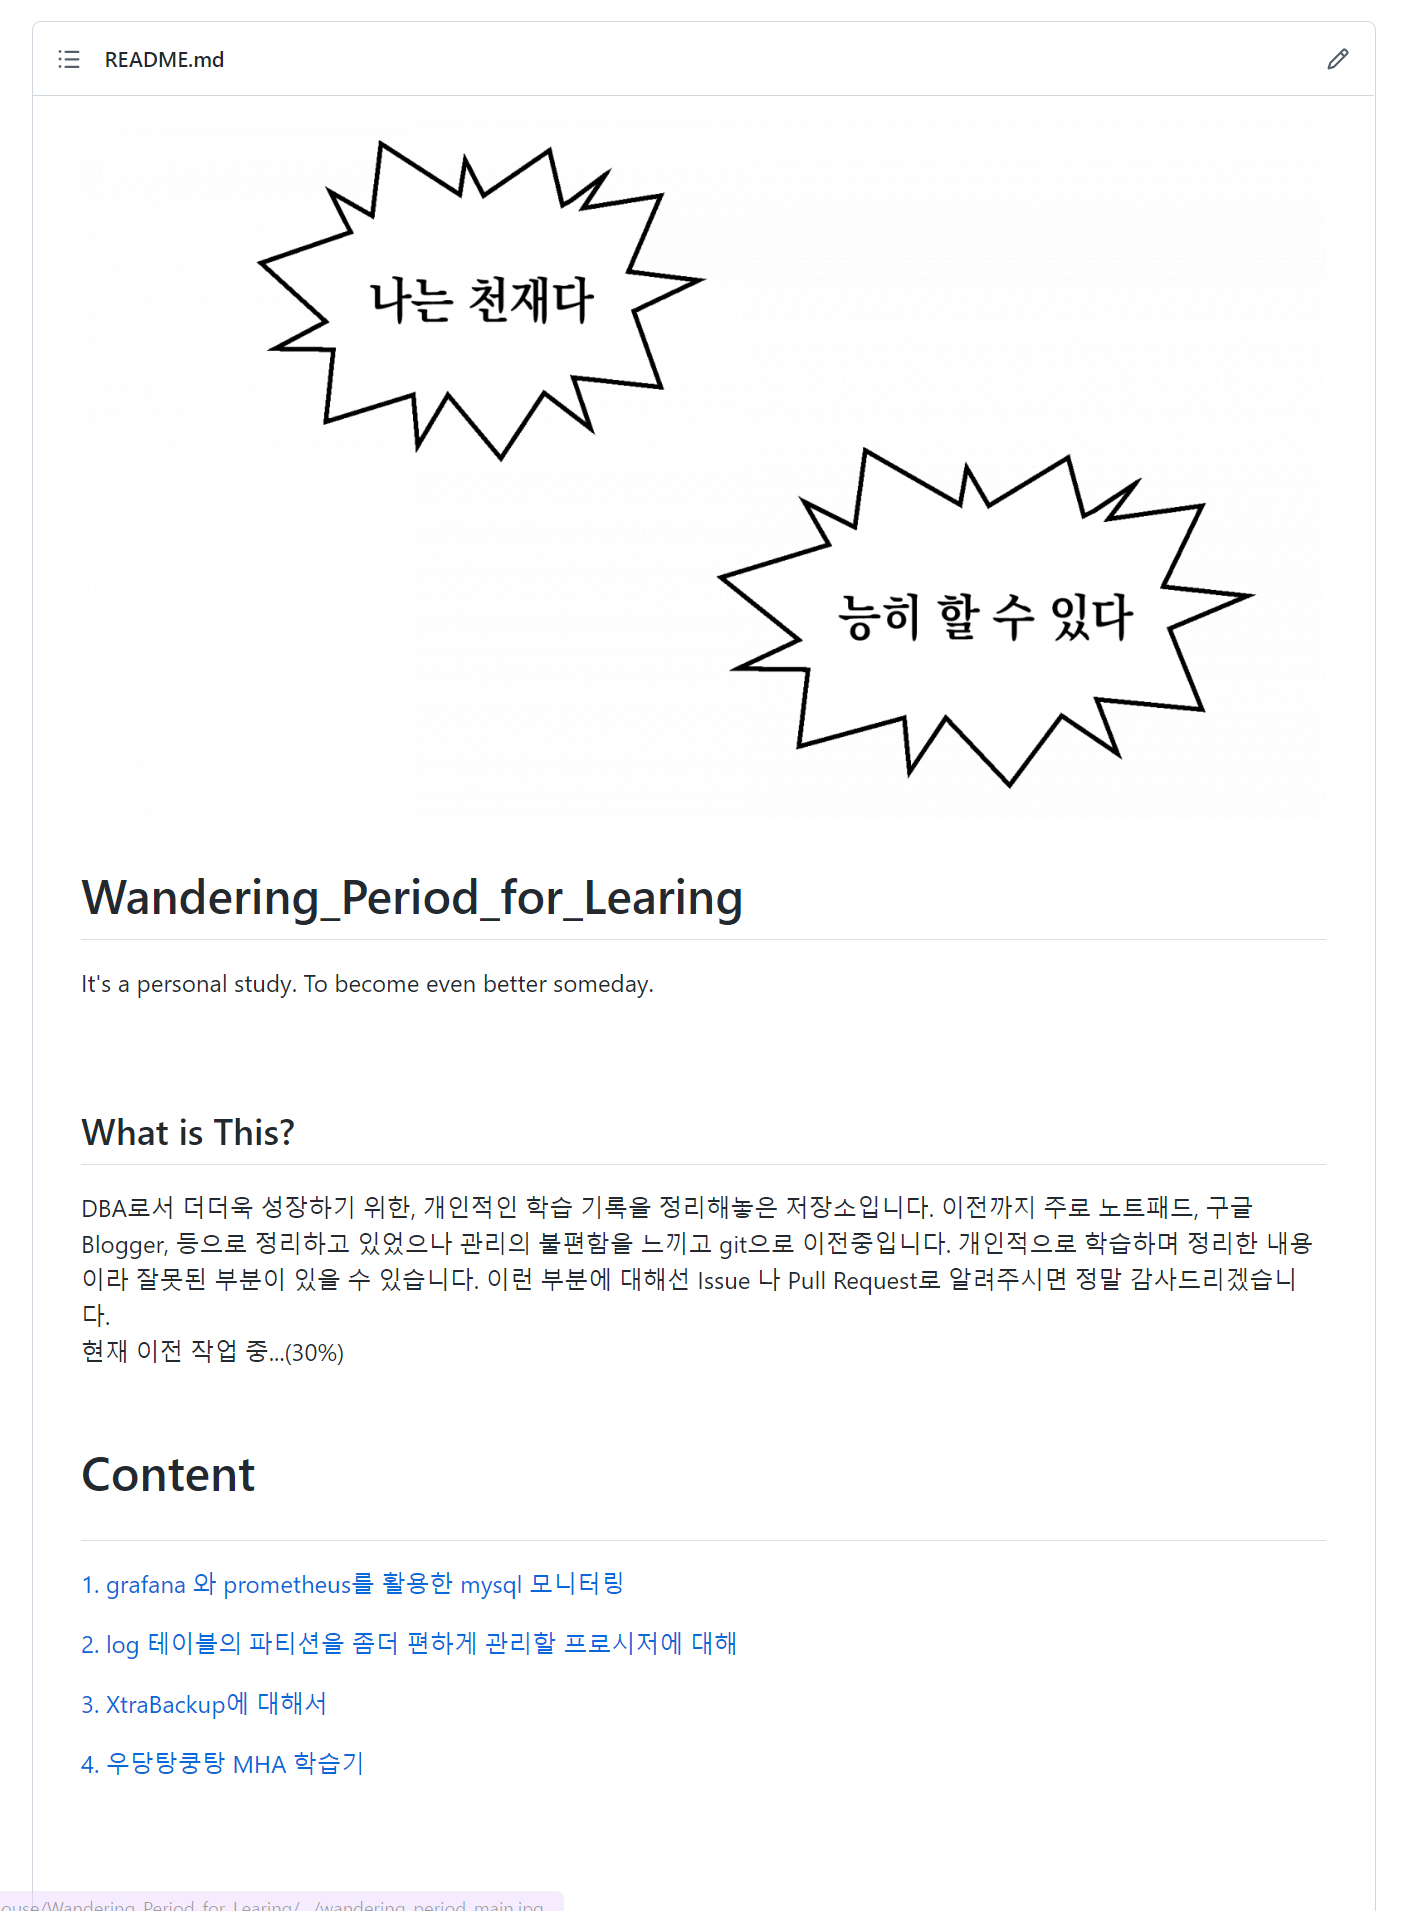 README.md
나는 천재다
능히 할 수 있다
Wandering_Period_for_Learing
It's a personal study. To become even better someday.
What is This?
DBA로서 더더욱 성장하기 위한, 개인적인 학습 기록을 정리해놓은 저장소입니다. 이전까지 주로 노트패드, 구글
Blogger, 등으로 정리하고 있었으나 관리의 불편함을 느끼고 git으로 이전중입니다. 개인적으로 학습하며 정리한 내용
이라 잘못된 부분이 있을 수 있습니다. 이런 부분에 대해선 Issue 나 Pull Request로 알려주시면 정말 감사드리겠습니
다.
현재 이전 작업 중...(30%)
Content
1. grafana 와 prometheus를 활용한 mysql 모니터링
2. log 테이블의 파티션을 좀더 편하게 관리할 프로시저에 대해
3. XtraBackup에 대해서
4. 우당탕쿵탕 MHA 학습기
ouse/Wandering_Period_for_Learing/.../wandering_period_main.jpg